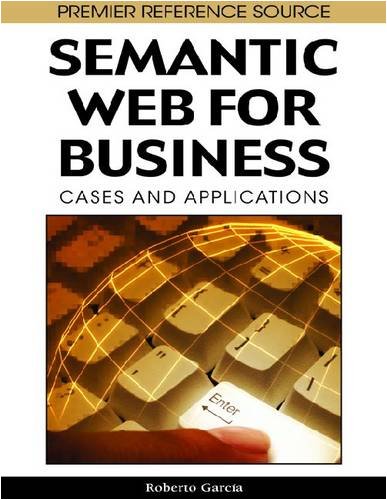 PREMIER REFERENCE SOURCE
SEMANTIC
WEB FOR
BUSINESS
CASES AND APPLICATIONS
Enter
Roberto García